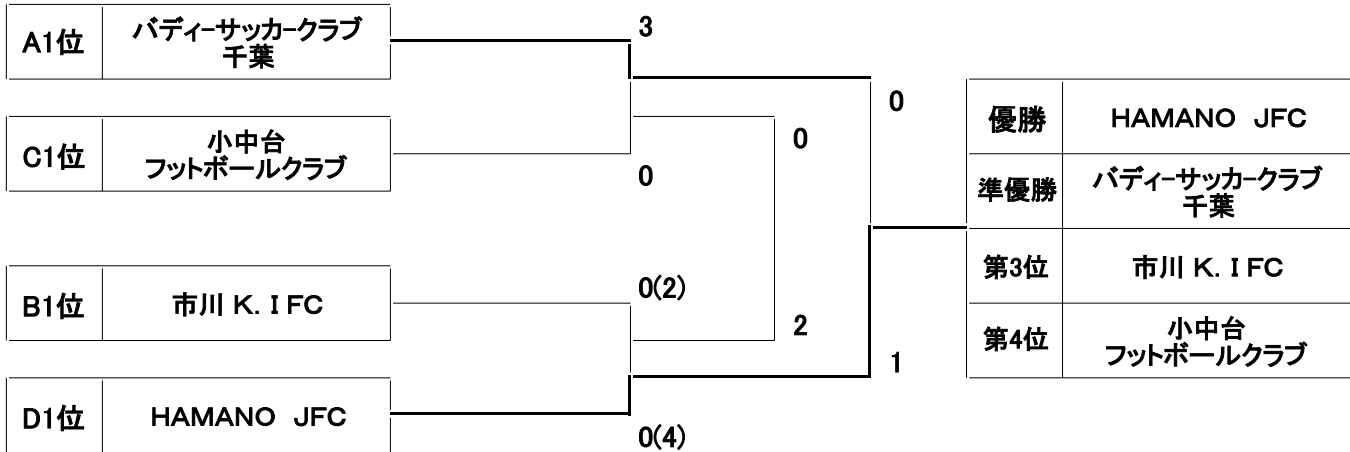 A1位 バディーサッカークラブ
千葉
3
C1位 小中台
フットボールクラブ
0
B1位 市川 K. I FC
0(2)
D1位 HAMANO JFC
0(4)
0
2
0
1
優勝 HAMANO JFC
準優勝 バディーサッカークラブ
千葉
第3位 市川 K. I FC
第4位 小中台
フットボールクラブ